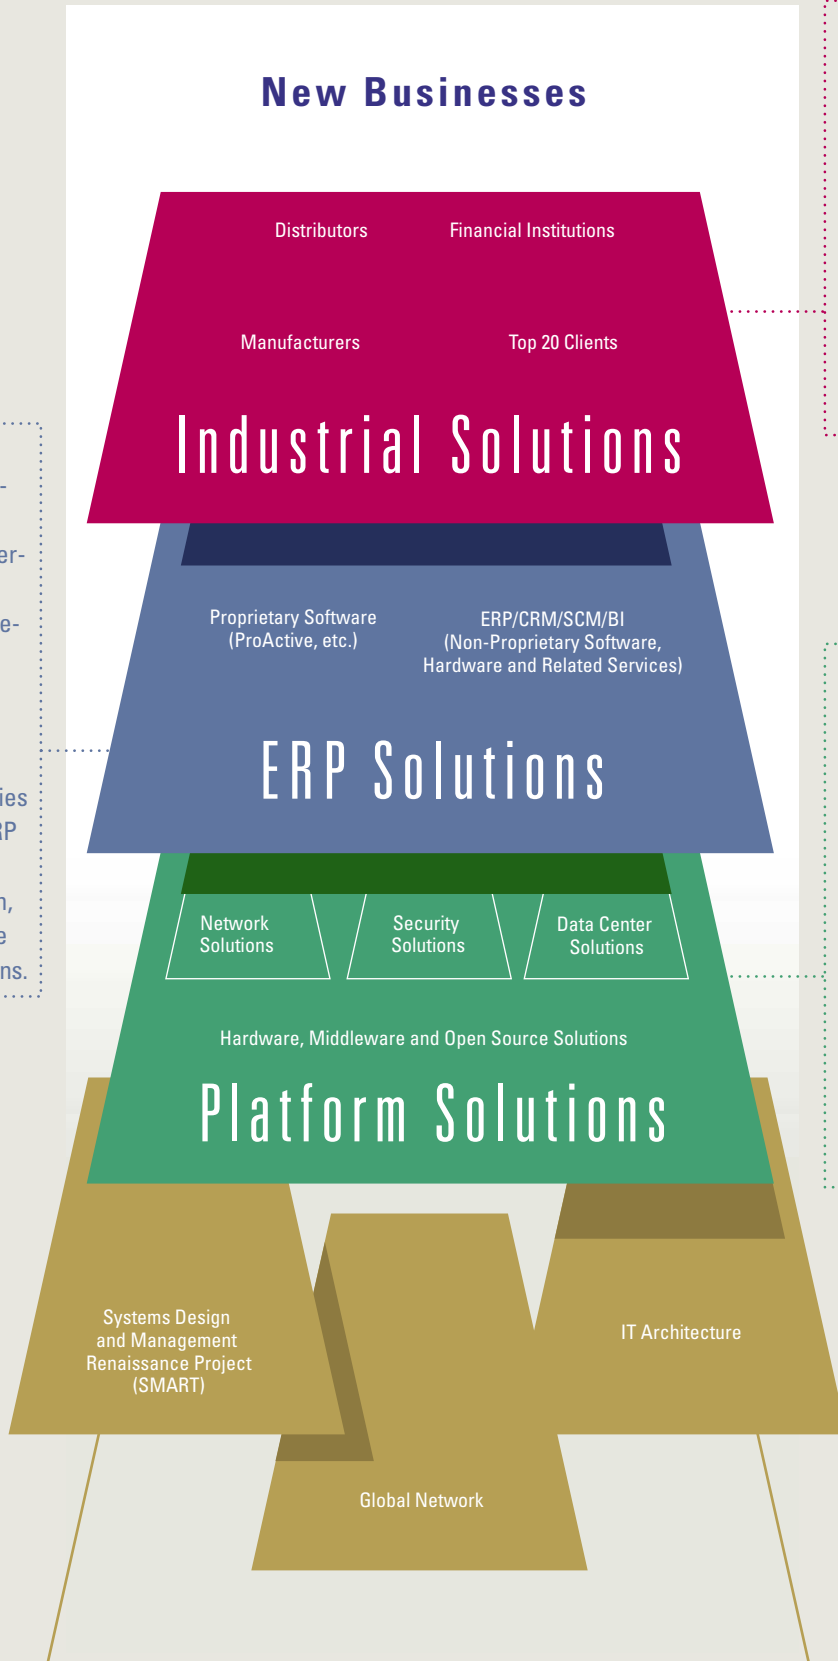 New Businesses
Distributors
Financial Institutions
Manufacturers
Top 20 Clients
Industrial Solutions
Proprietary Software
(ProActive, etc.)
ERP/CRM/SCM/BI
(Non-Proprietary Software,
Hardware and Related Services)
ERP Solutions
Network
Solutions
Security
Solutions
Data Center
Solutions
Hardware, Middleware and Open Source Solutions
Platform Solutions
Systems Design
and Management
Renaissance Project
(SMART)
IT Architecture
Global Network